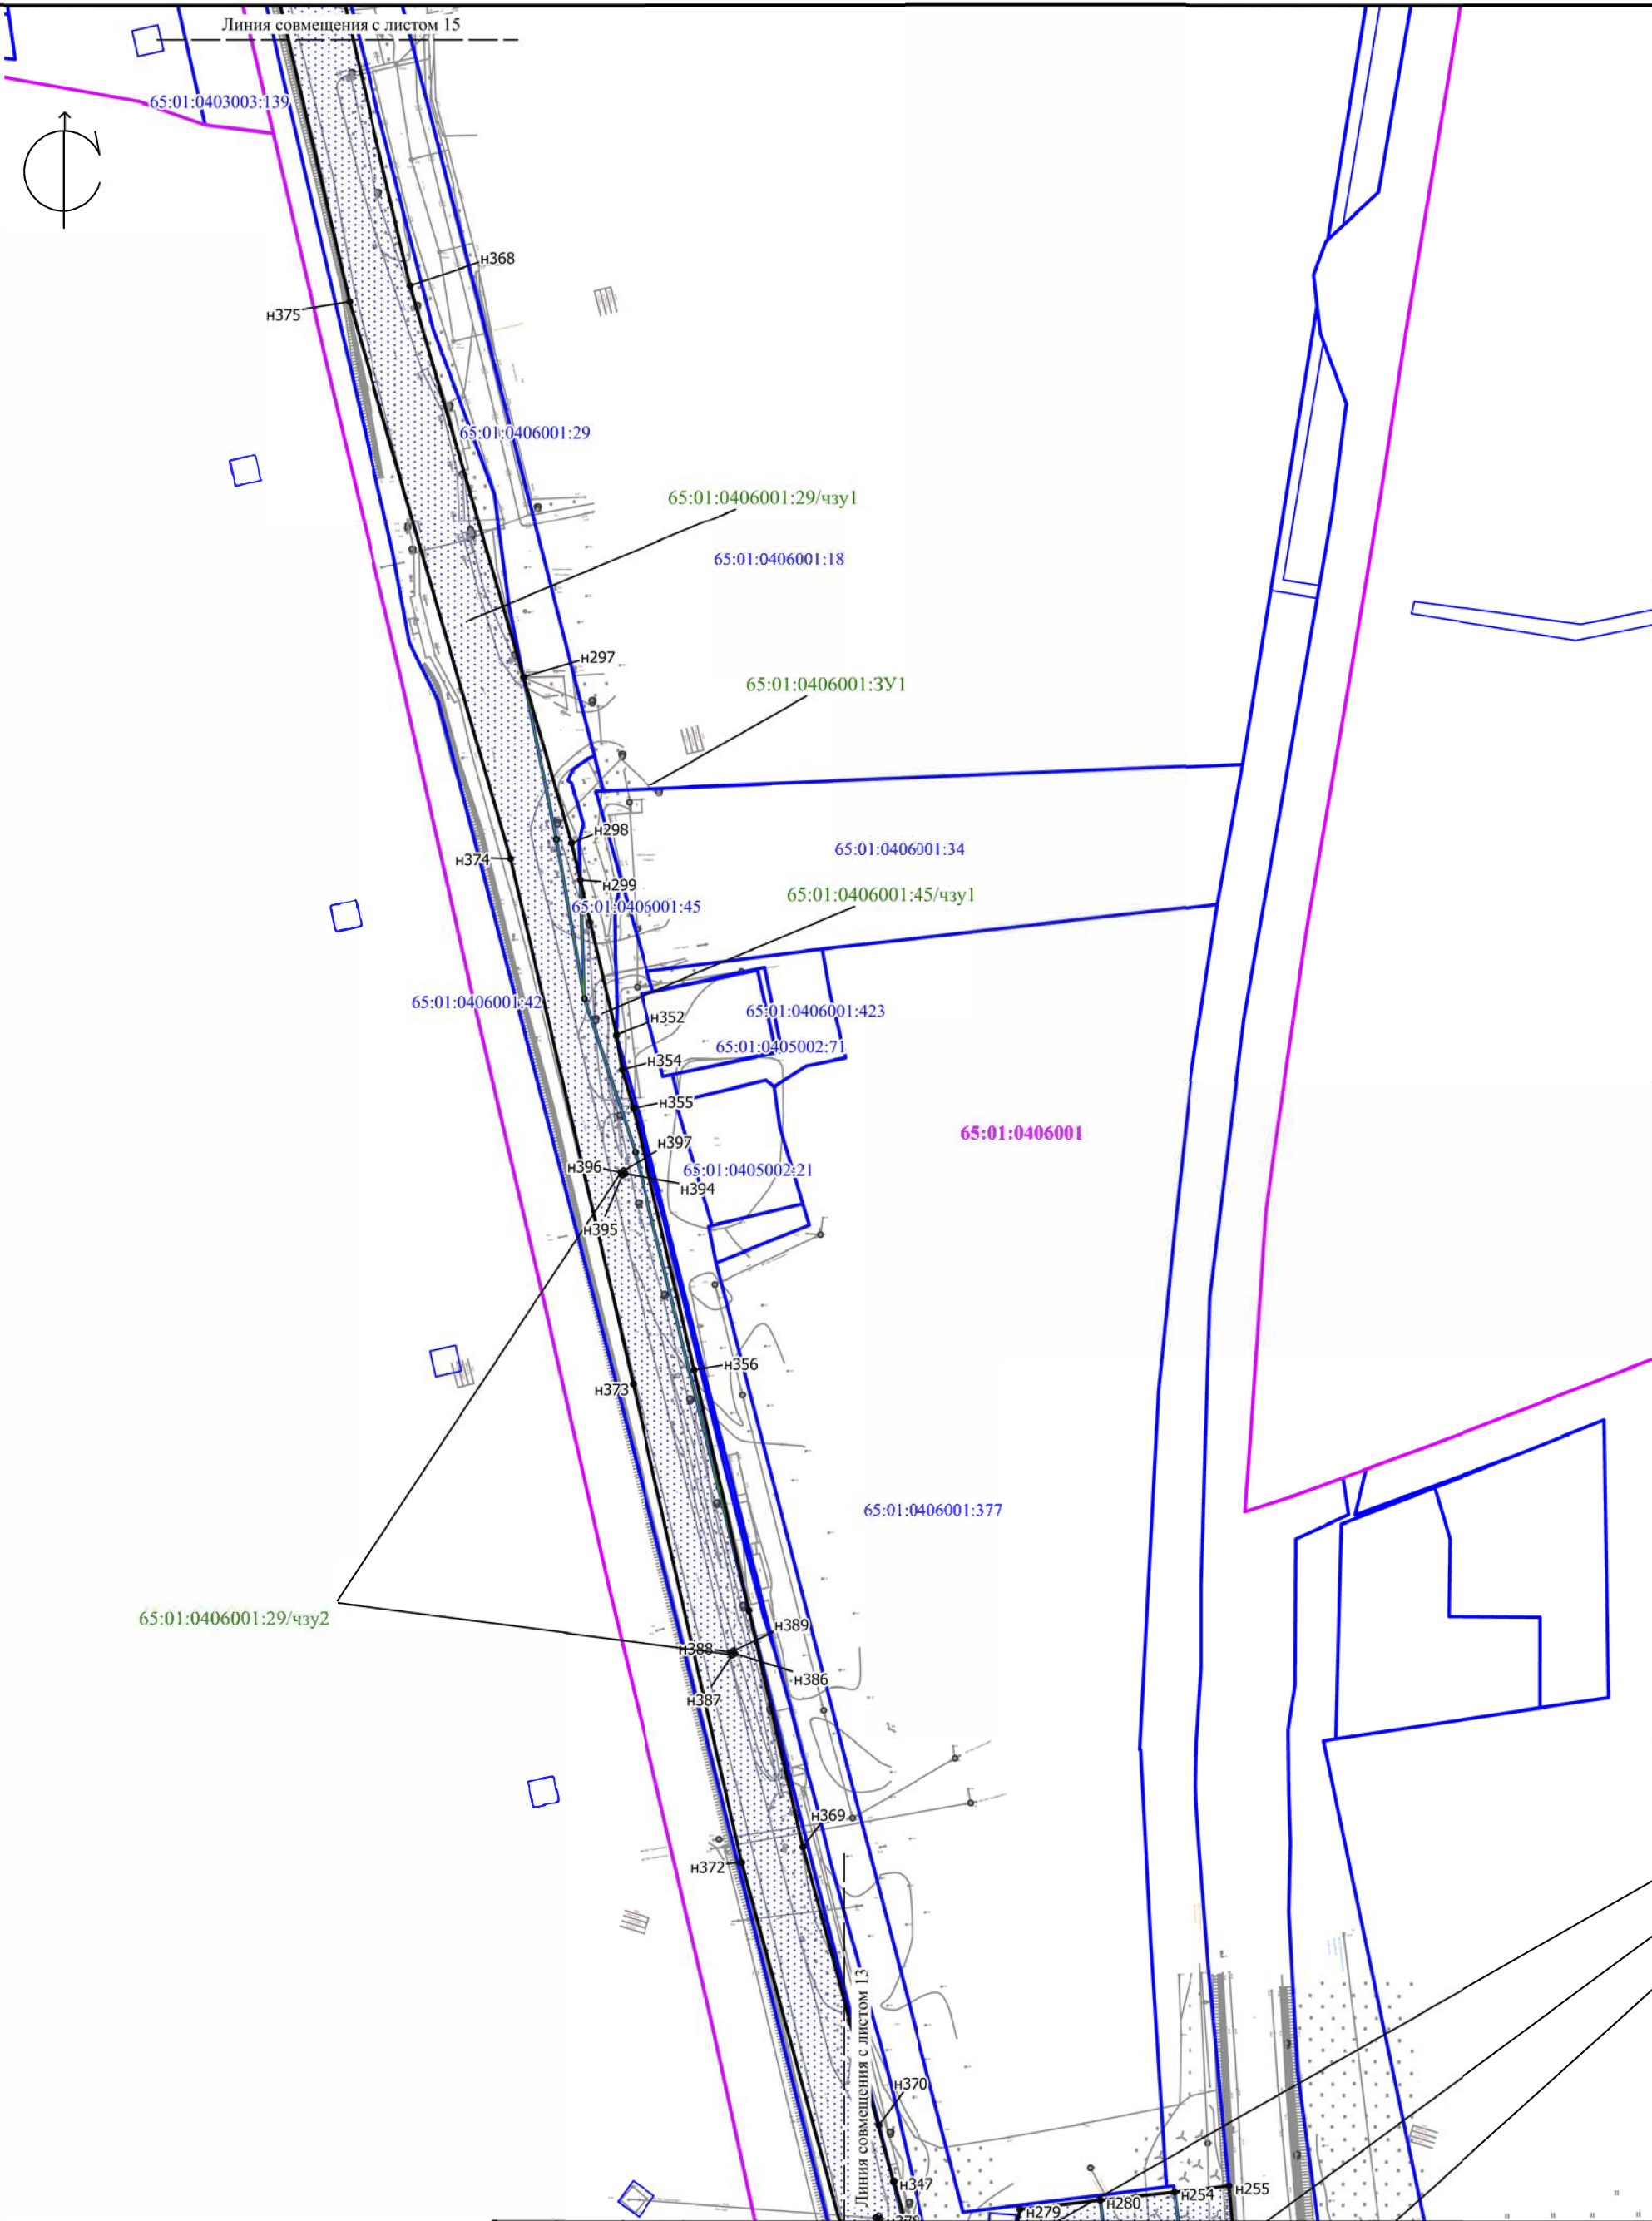 Линия совмещения с листом 15
65:01:0403003:139
н368
н375
65:01:0406001:29
65:01:0406001:29/чзу1
65:01:0406001:18
н297
65:01:0406001:ЗУ1
н298
65:01:0406001:34
н374
н299
65:01:0406001:45/чзу1
65:01:0406001:45
65:01:0406001:42
65:01:0406001:423
н352
65:01:0405002:71
н354
н355
65:01:0406001
н397
н396
65:01:0405002:21
н394
н395
н356
н373
65:01:0406001:377
65:01:0406001:29/чзу2
н389
н388
н386
н387
н369
н372
Линия совмещения с листом 13
н370
н347
н255
н254
н280
н279